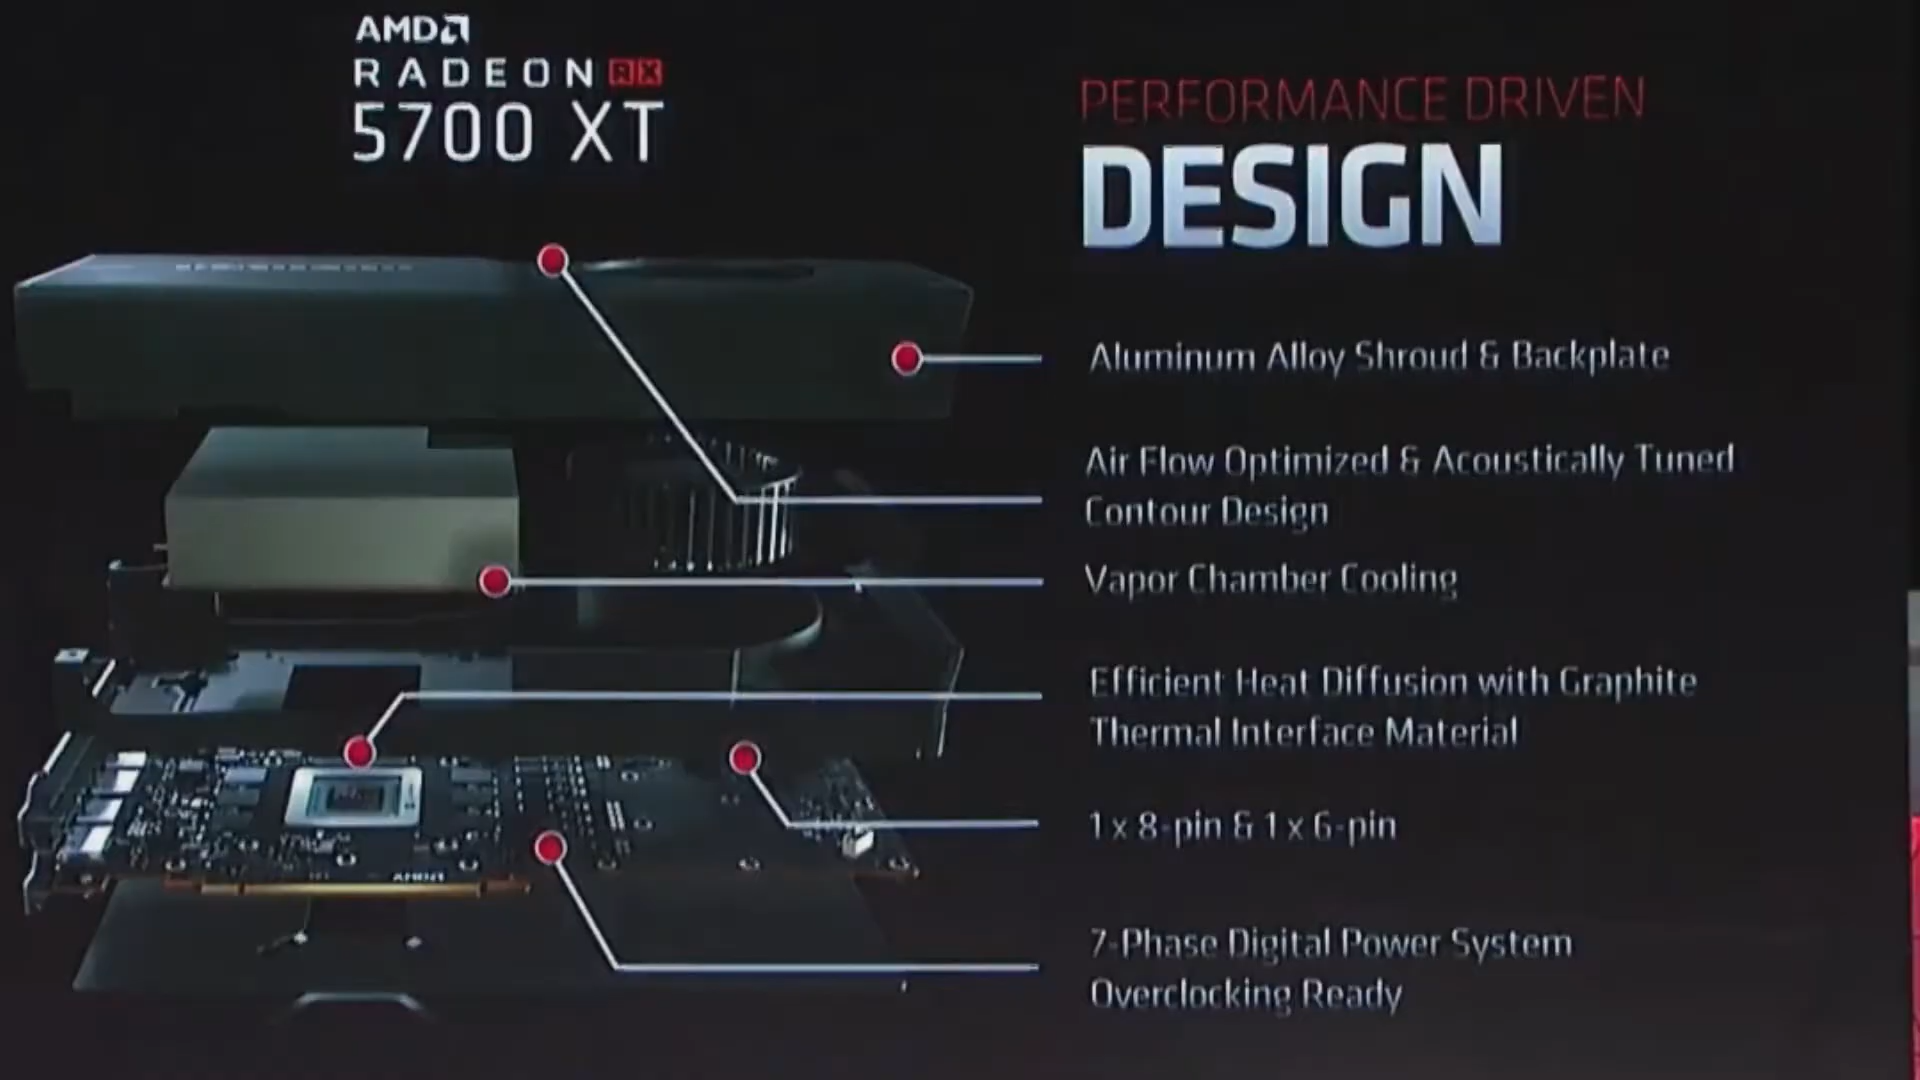 AMD
RADEON RX
5700 XT
PERFORMANCE DRIVEN
DESIGN
Aluminum Alloy Shroud & Backplate
Air Flow Optimized & Acoustically Tuned
Contour Design
Vapor Chamber Cooling
Efficient Heat Diffusion with Graphite
Thermal Interface Material
1 x 8-pin & 1 x 6-pin
AMD
7-Phase Digital Power System
Overclocking Ready